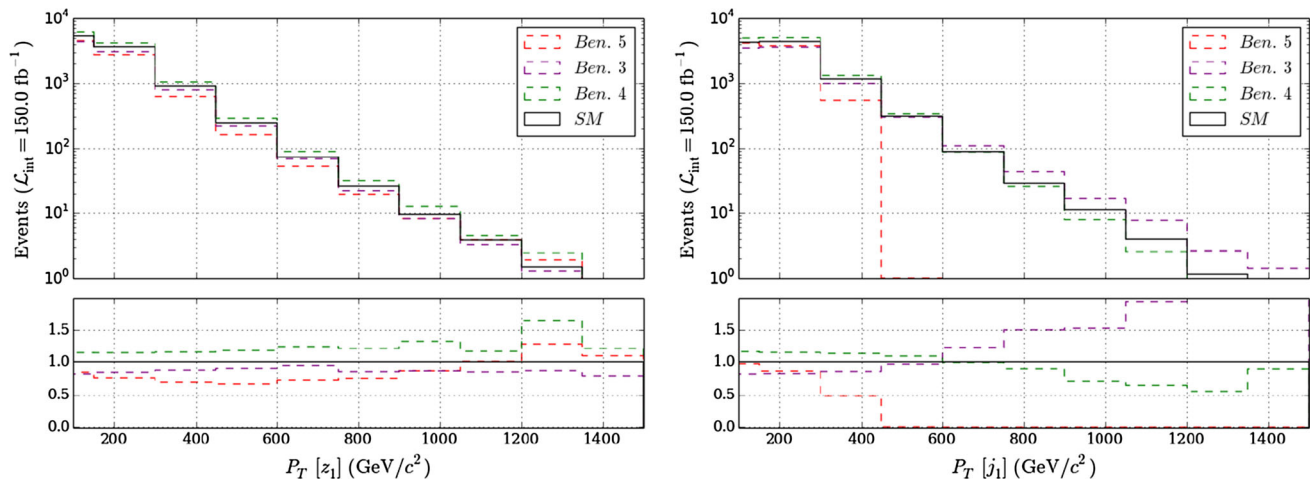 10^4
10^3
10^2
10^1
10^0
Events (ℒ_int = 150.0 fb^−1)
Ben. 5
Ben. 3
Ben. 4
SM
1.5
1.0
0.5
0.0
200 400 600 800 1000 1200 1400
P_T [z_1] (GeV/c^2)
10^4
10^3
10^2
10^1
10^0
Events (ℒ_int = 150.0 fb^−1)
Ben. 5
Ben. 3
Ben. 4
SM
1.5
1.0
0.5
0.0
200 400 600 800 1000 1200 1400
P_T [j_1] (GeV/c^2)